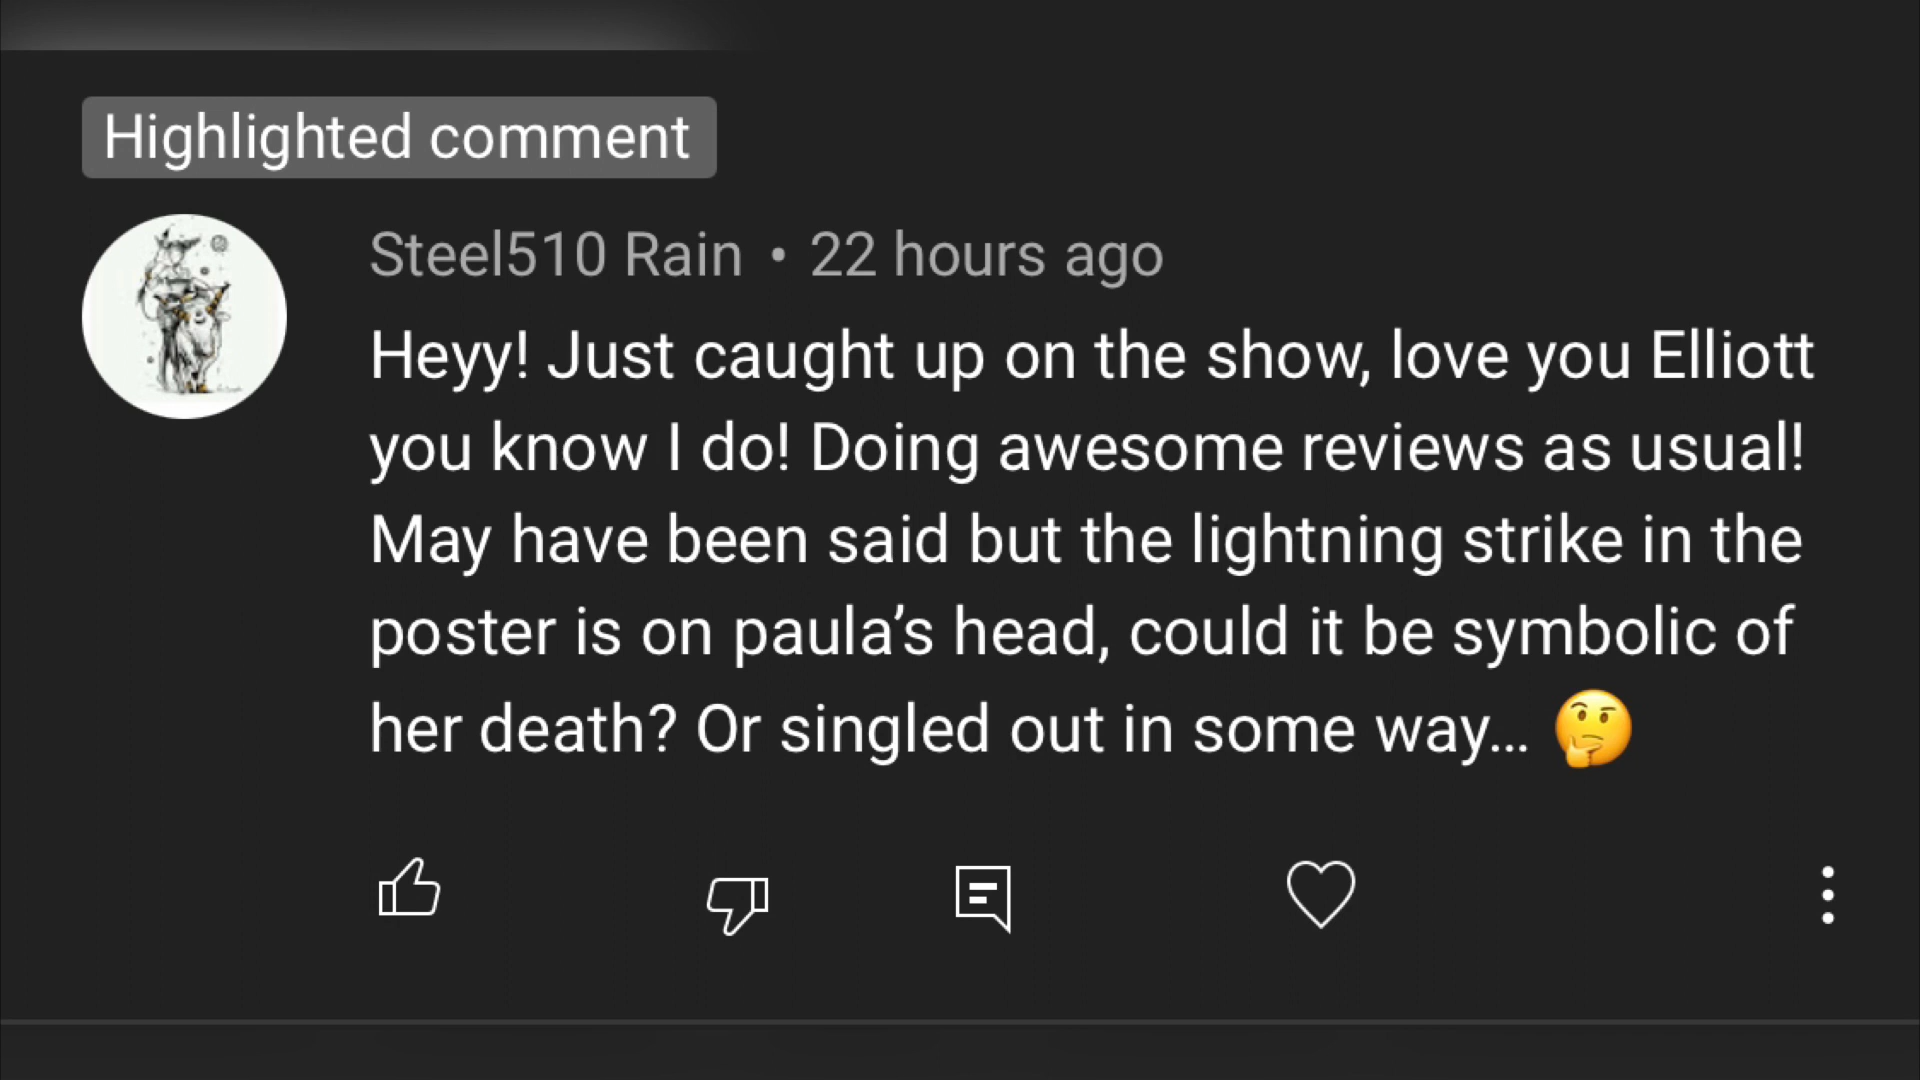 Highlighted comment
Steel510 Rain • 22 hours ago
Heyy! Just caught up on the show, love you Elliott
you know I do! Doing awesome reviews as usual!
May have been said but the lightning strike in the
poster is on paula’s head, could it be symbolic of
her death? Or singled out in some way... 🤔